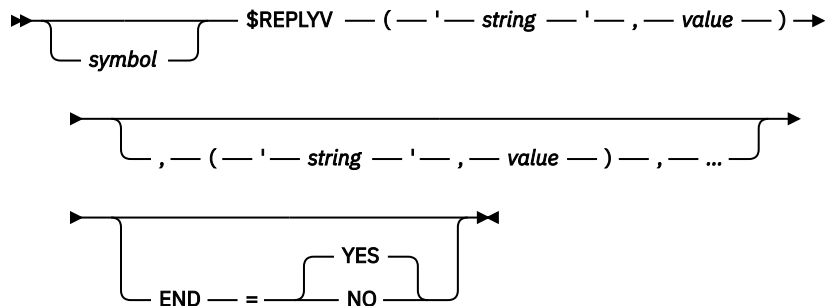 $REPLYV ( ' string ' , value )
symbol
, ( ' string ' , value ) , ...
YES
END = NO